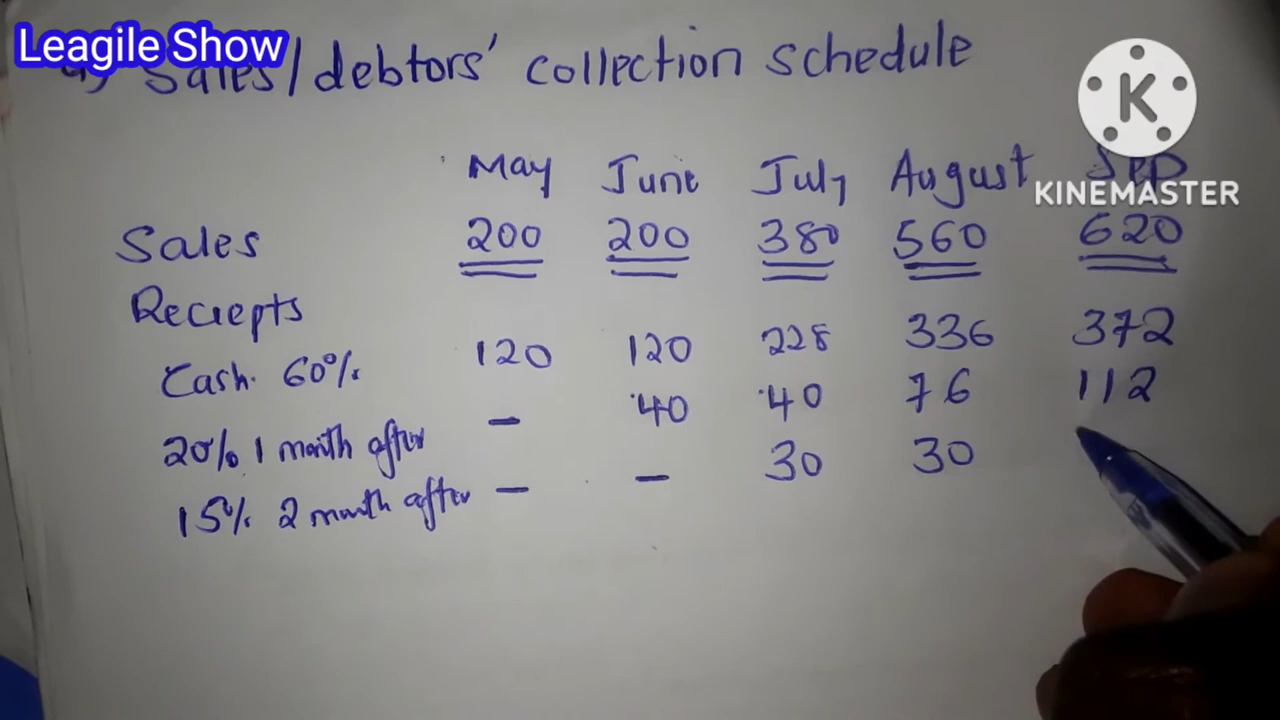 Leagile Show
a) Sales/debtors' collection schedule
K
KINEMASTER
May June July August Sep
Sales 200 200 380 560 620
Reciepts
Cash 60% 120 120 228 336 372
20% 1 month after - 40 40 76 112
15% 2 month after - - 30 30